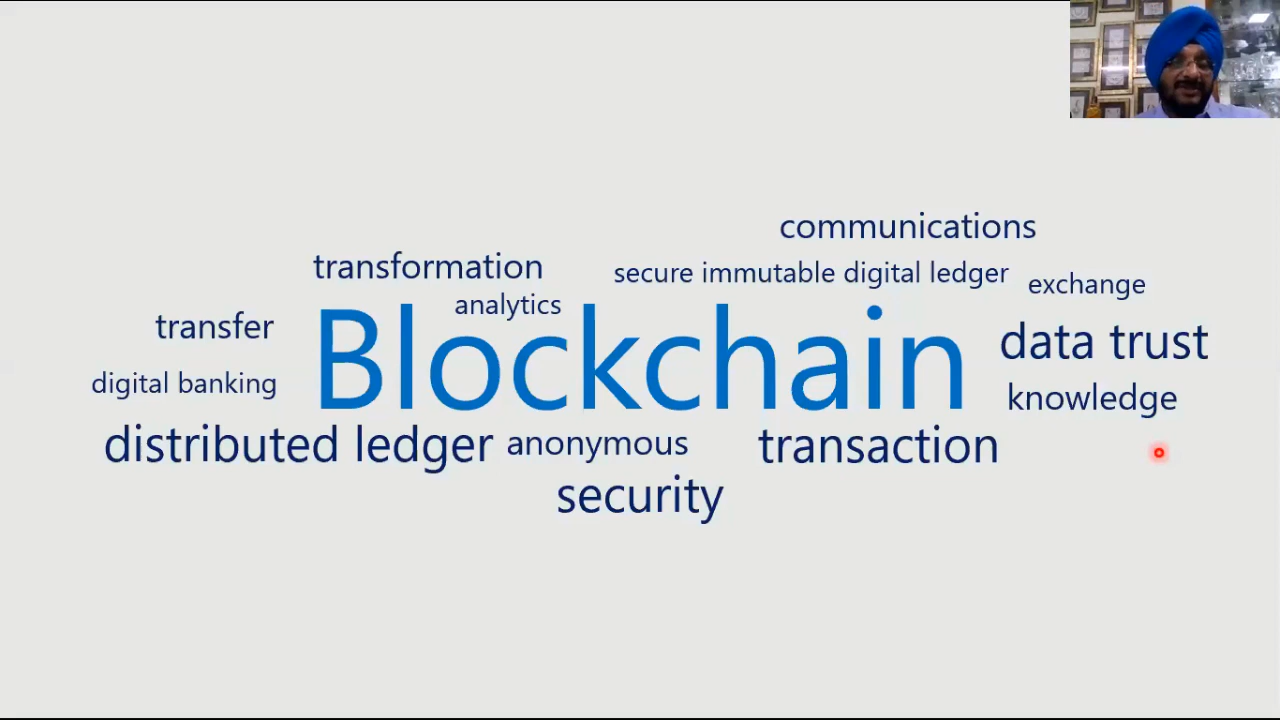 communications
transformation
secure immutable digital ledger
exchange
analytics
transfer
Blockchain
data trust
digital banking
knowledge
distributed ledger
anonymous
transaction
security